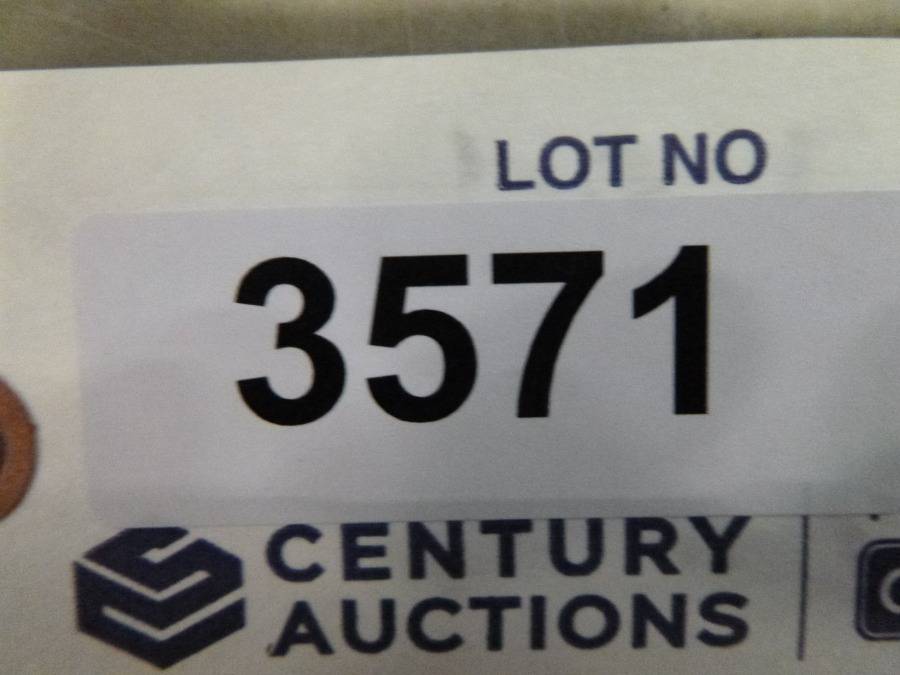 LOT NO
3571
CENTURY
AUCTIONS